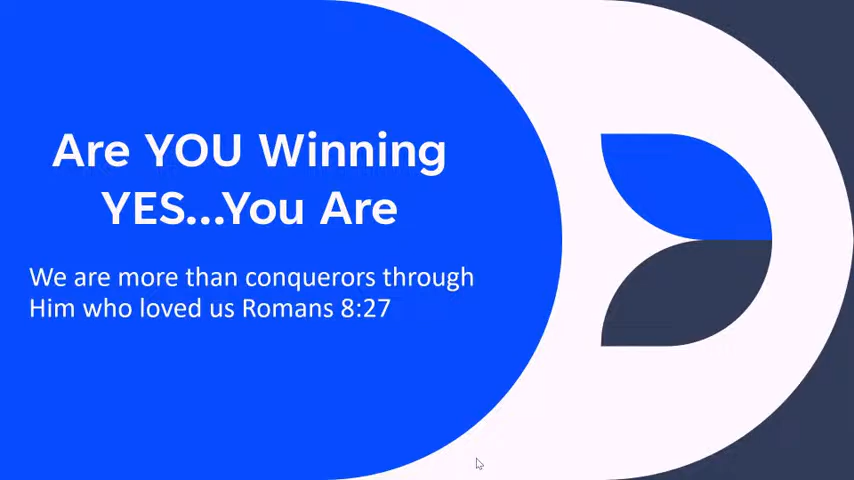 Are YOU Winning
YES...You Are
We are more than conquerors through
Him who loved us Romans 8:27